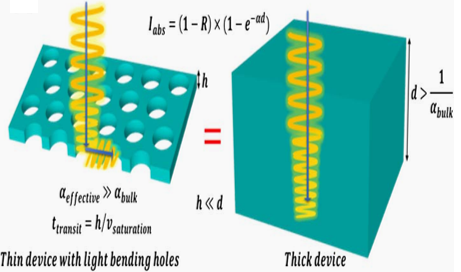 I_abs = (1 − R) × (1 − e^−αd)
h
d > 1/α_bulk
=
α_effective ≫ α_bulk
h ≪ d
t_transit = h/v_saturation
Thin device with light bending holes
Thick device